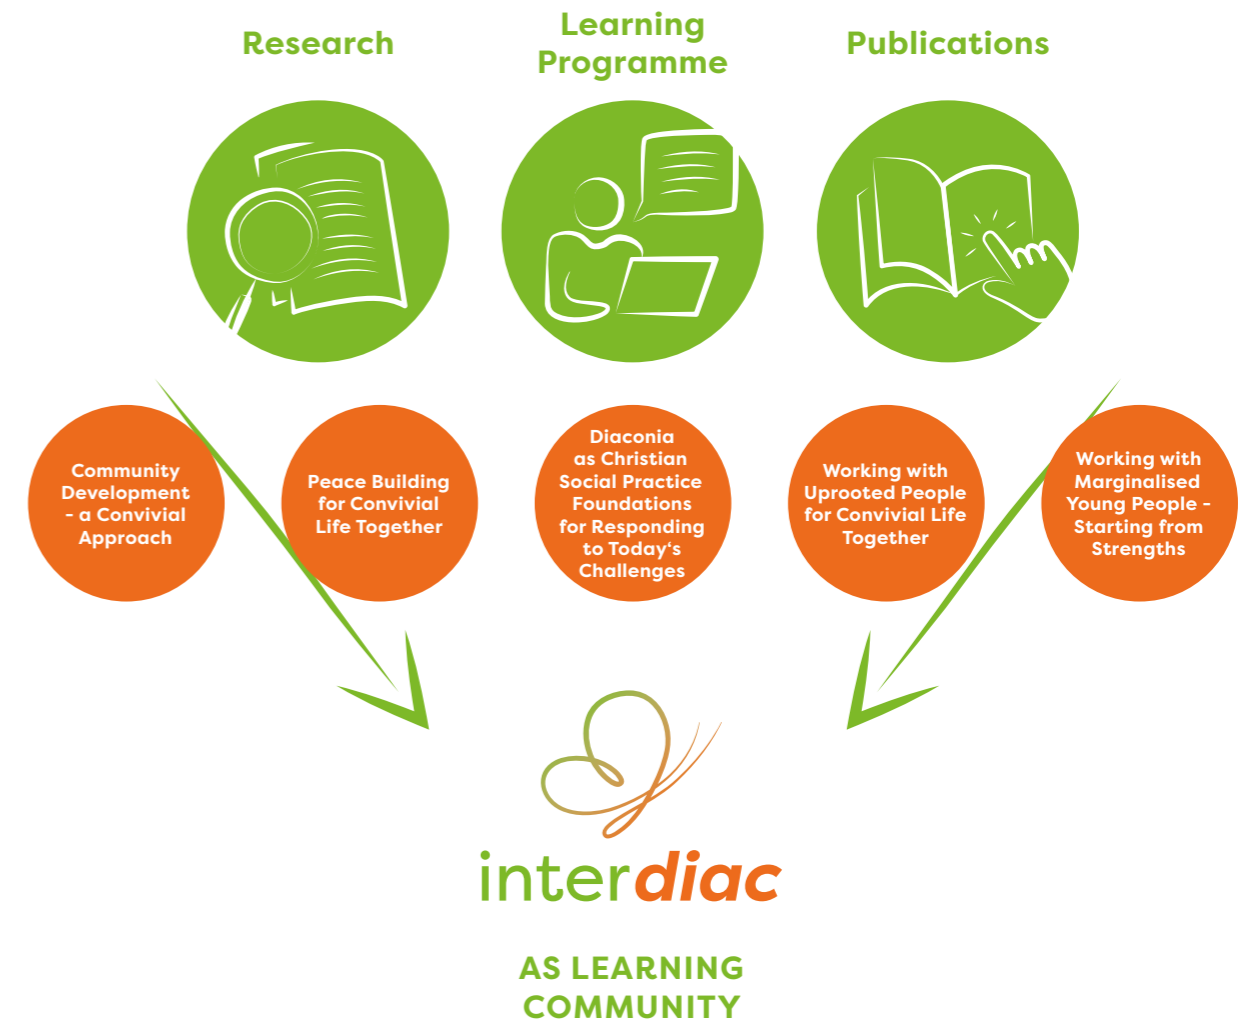 Research
Learning
Programme
Publications
Community
Development
- a Convivial
Approach
Peace Building
for Convivial
Life Together
Diaconia
as Christian
Social Practice
Foundations
for Responding
to Today‘s
Challenges
Working with
Uprooted People
for Convivial Life
Together
Working with
Marginalised
Young People -
Starting from
Strengths
interdiac
AS LEARNING
COMMUNITY